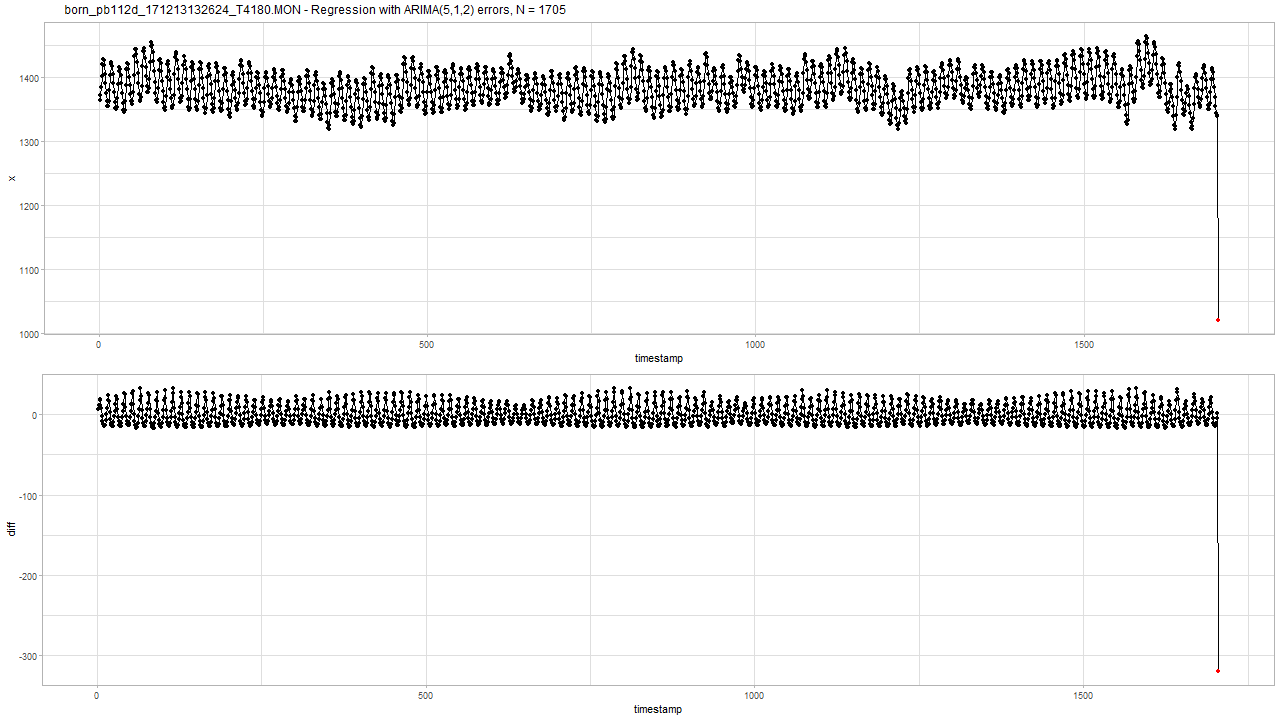 born_pb112d_171213132624_T4180.MON - Regression with ARIMA(5,1,2) errors, N = 1705
1400
1300
1200
1100
1000
x
0 500 1000 1500
timestamp
0
-100
-200
-300
diff
0 500 1000 1500
timestamp